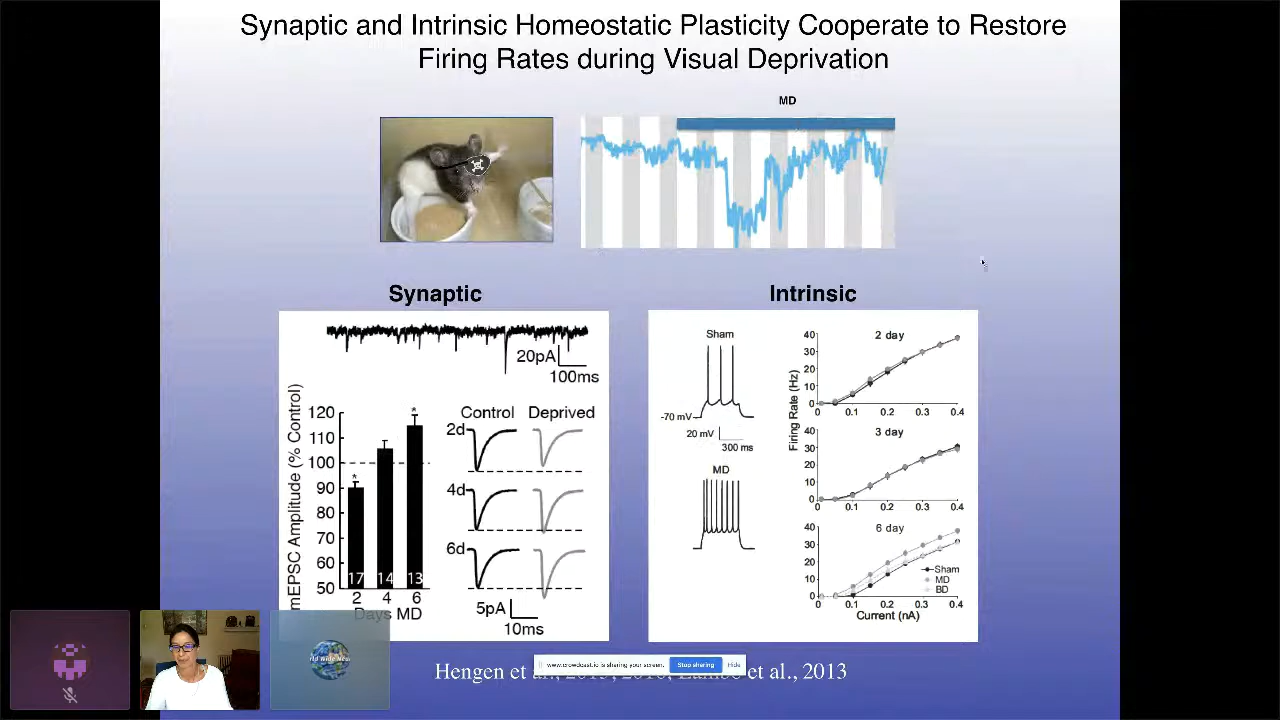 Synaptic and Intrinsic Homeostatic Plasticity Cooperate to Restore
Firing Rates during Visual Deprivation
MD
Synaptic
Intrinsic
20pA
100ms
mEPSC Amplitude (% Control)
120
110
100
90
80
70
60
50
*
*
17
14
13
2
4
6
Days MD
Control
Deprived
2d
4d
6d
5pA
10ms
Sham
-70 mV
20 mV
300 ms
MD
Firing Rate (Hz)
2 day
40
30
20
10
0
0
0.1
0.2
0.3
0.4
3 day
40
30
20
10
0
0
0.1
0.2
0.3
0.4
6 day
40
30
20
10
0
0
0.1
0.2
0.3
0.4
Sham
MD
BD
Current (nA)
www.crowdcast.io is sharing your screen.
Stop sharing
Hide
Hengen et al., 2013, 2016, et al., 2013